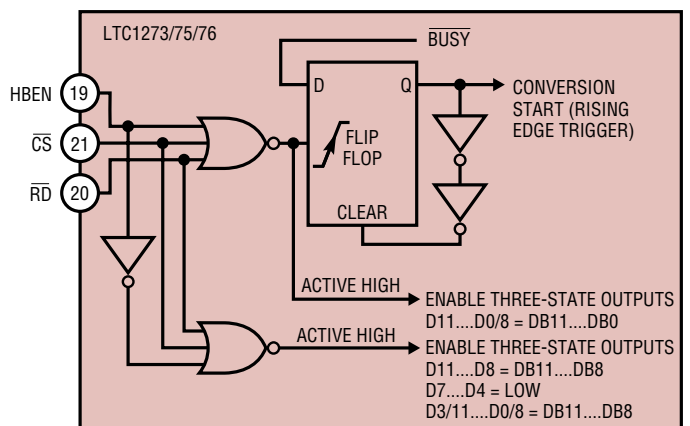 LTC1273/75/76
BUSY
HBEN 19
D Q
CONVERSION
START (RISING
EDGE TRIGGER)
CS 21
FLIP
FLOP
RD 20
CLEAR
ACTIVE HIGH
ENABLE THREE-STATE OUTPUTS
D11....D0/8 = DB11....DB0
ACTIVE HIGH
ENABLE THREE-STATE OUTPUTS
D11....D8 = DB11....DB8
D7....D4 = LOW
D3/11....D0/8 = DB11....DB8